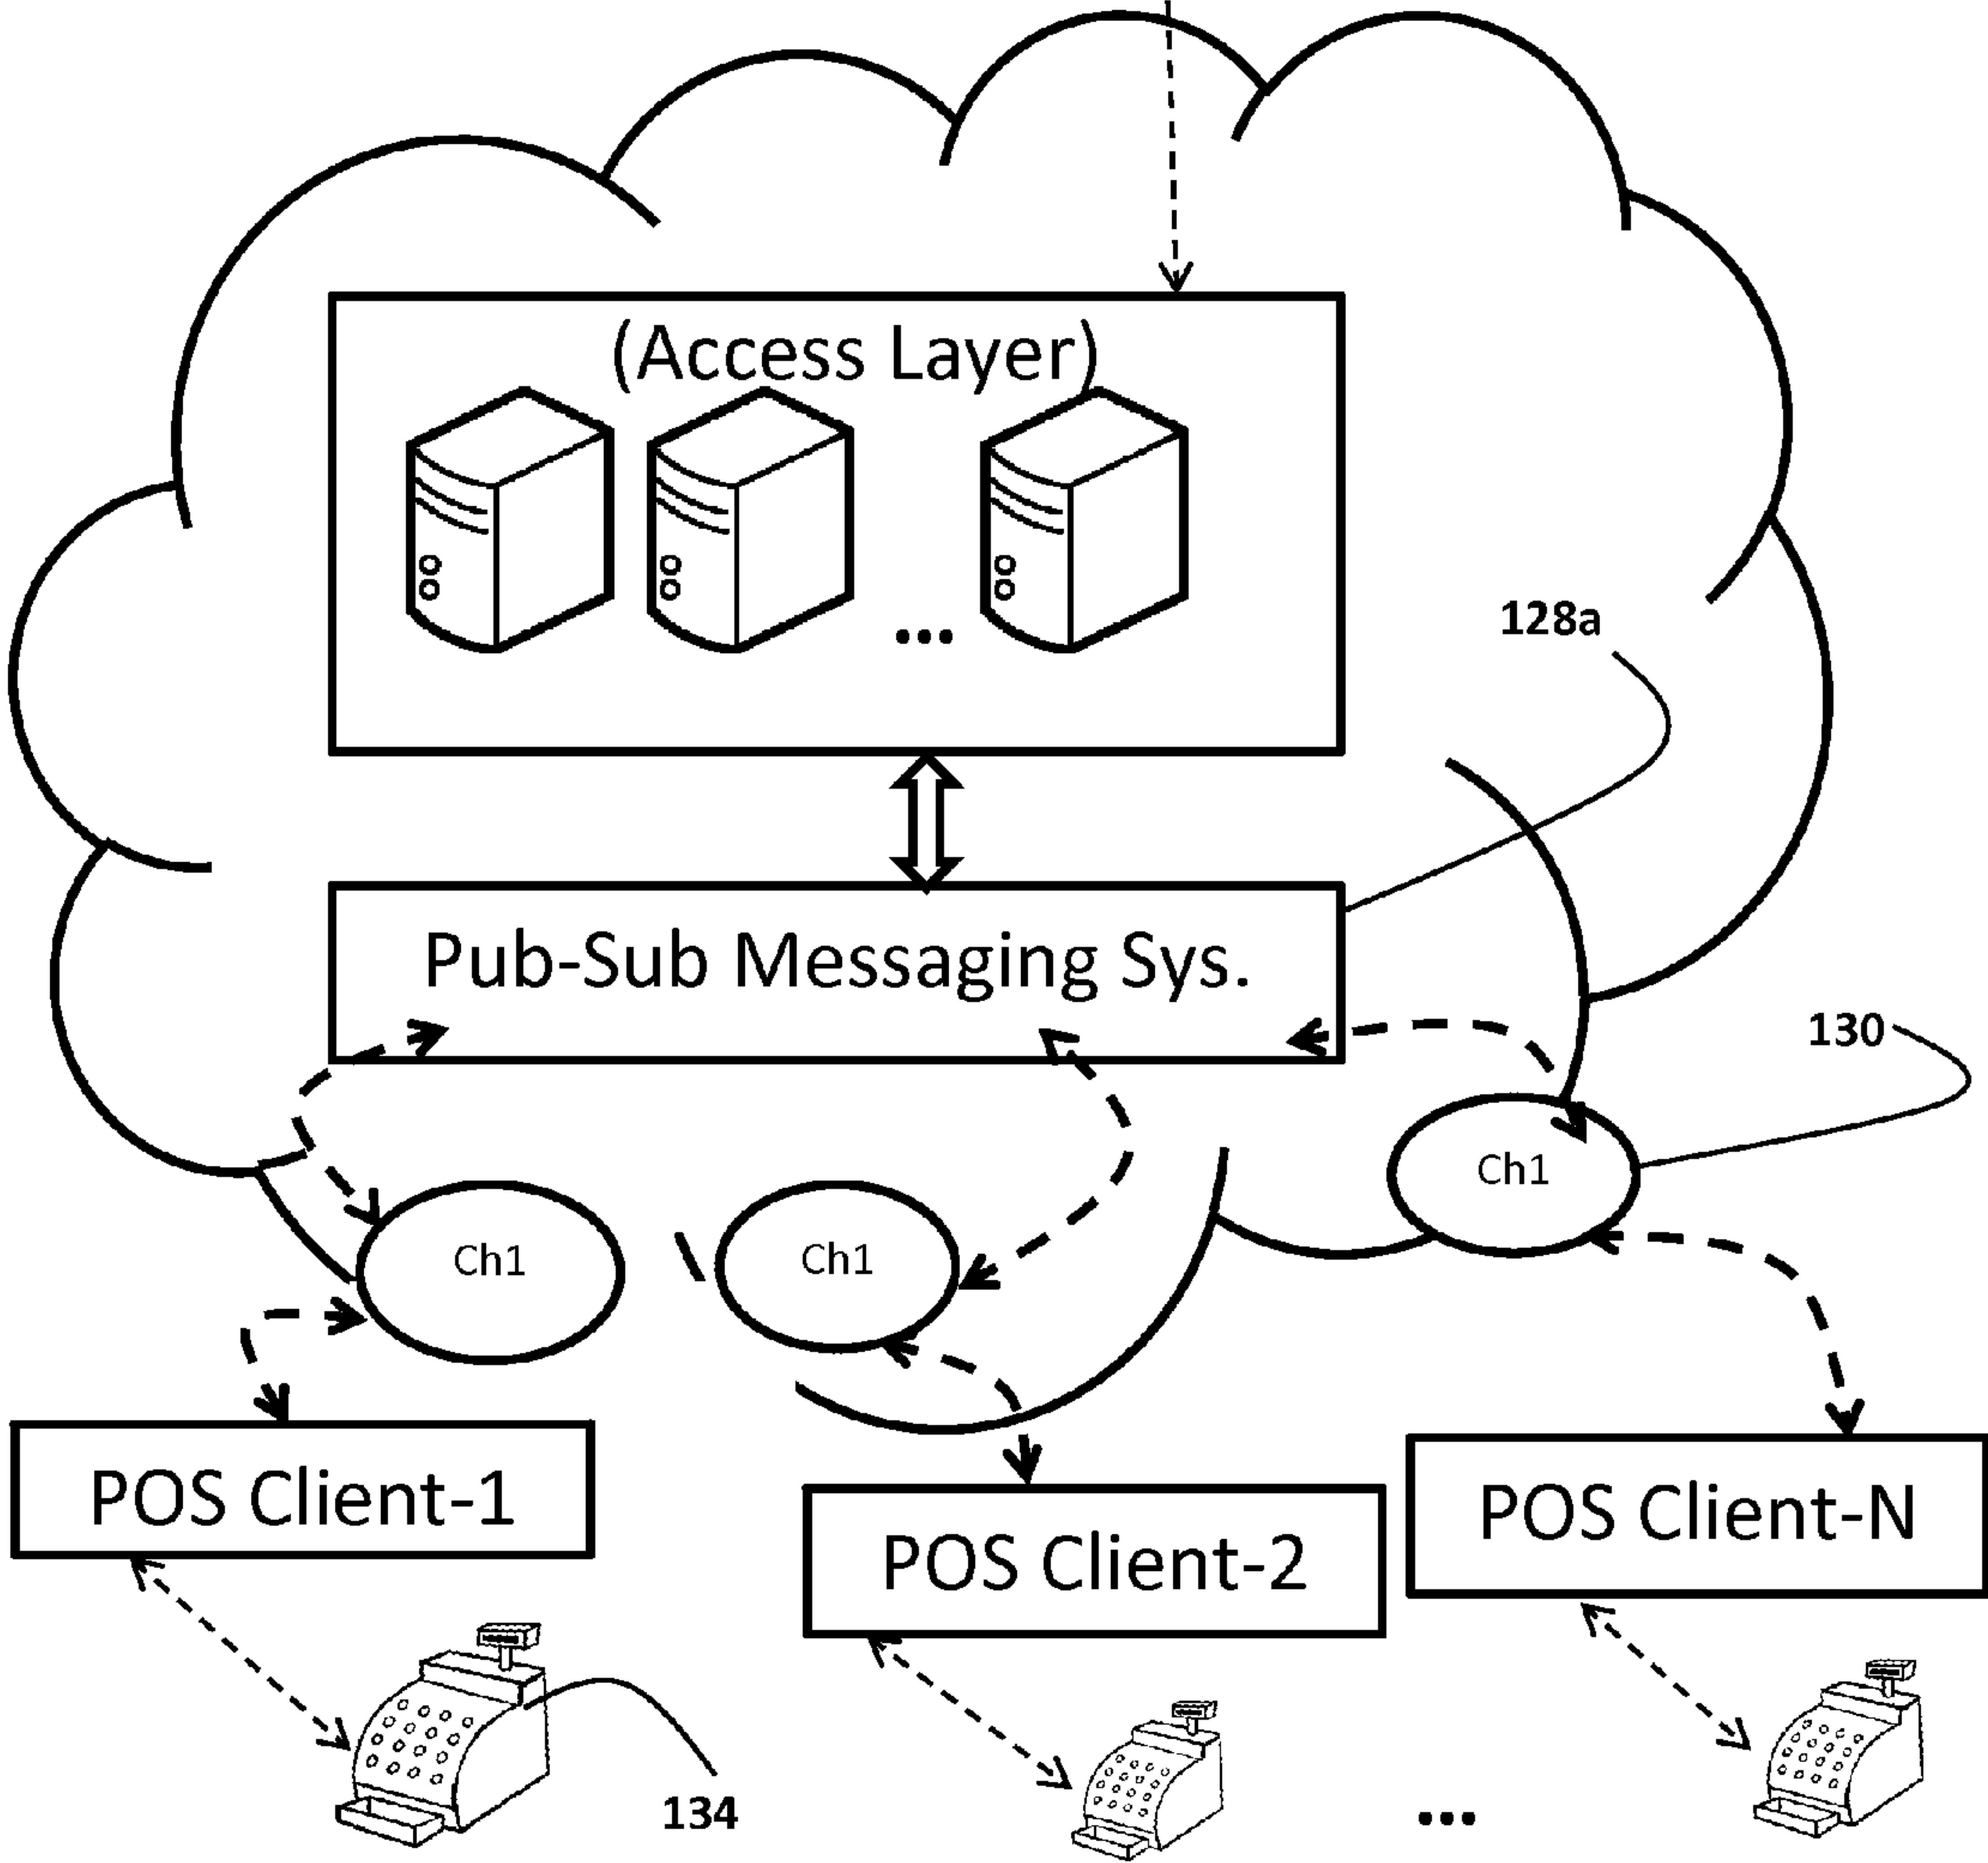 (Access Layer)
...
128a
Pub-Sub Messaging Sys.
130
Ch1
Ch1
Ch1
POS Client-1
POS Client-2
POS Client-N
134
...